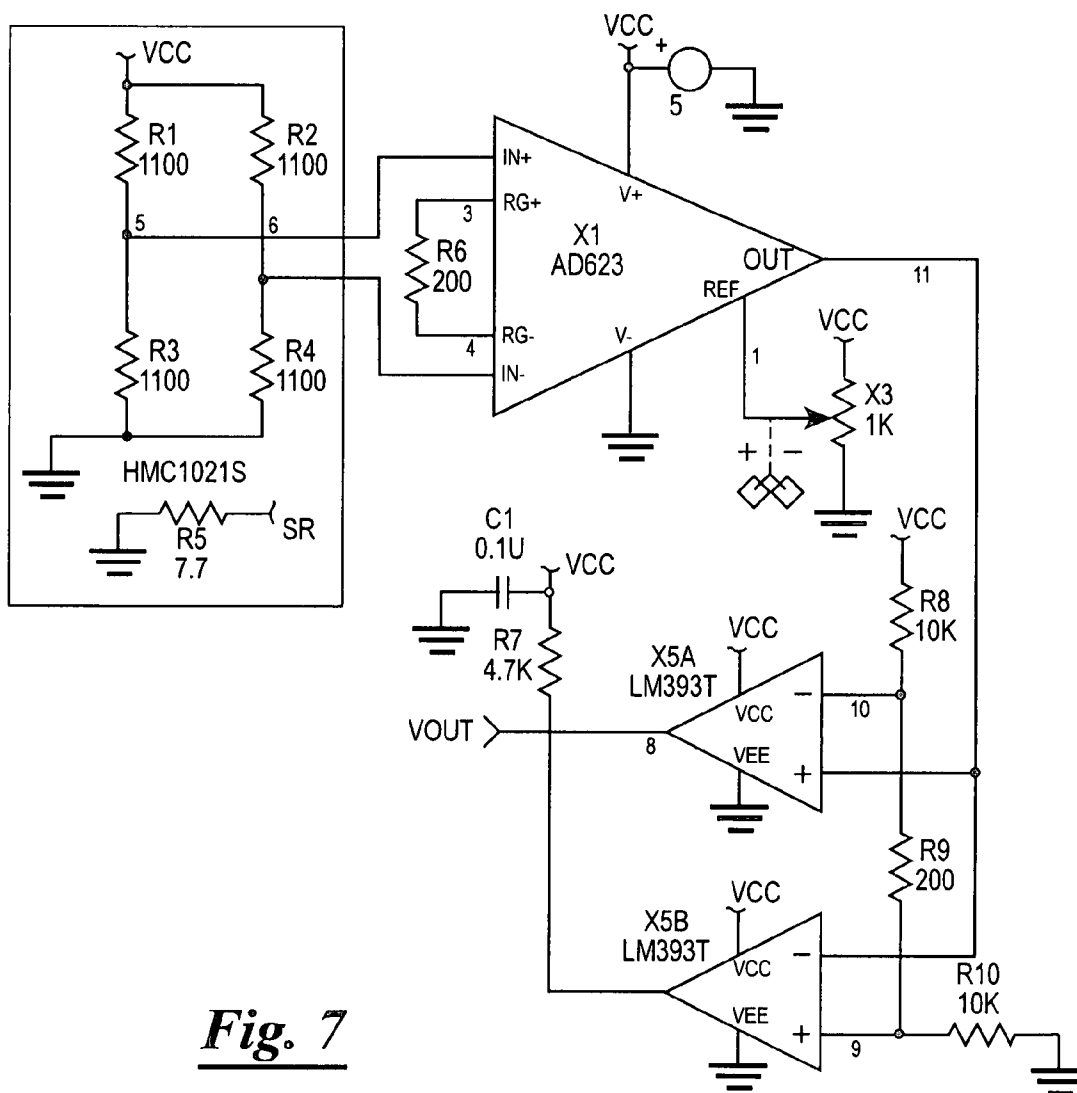 VCC
R1
1100
R2
1100
5
6
R3
1100
R4
1100
HMC1021S
R5
7.7
SR
VCC
+
5
IN+
RG+
3
R6
200
RG-
4
IN-
V+
X1
AD623
OUT
REF
V-
11
1
VCC
X3
1K
+ -
C1
0.1U
VCC
R7
4.7K
VOUT
8
VCC
X5A
LM393T
VCC
VEE
-
+
10
VCC
R8
10K
R9
200
VCC
X5B
LM393T
VCC
VEE
-
+
9
R10
10K
Fig. 7